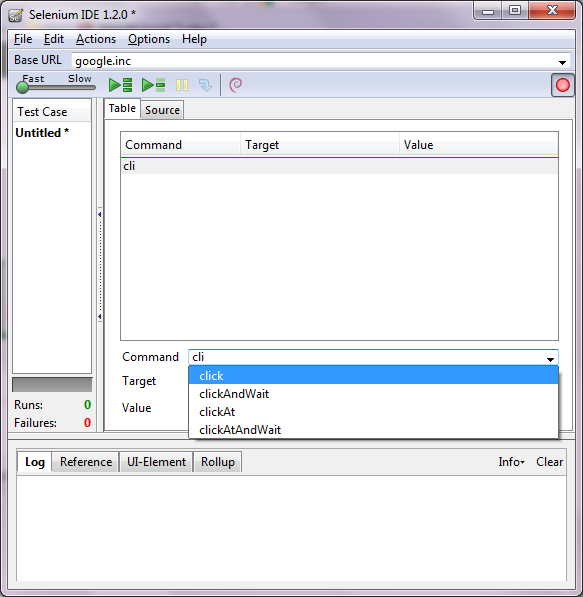 Selenium IDE 1.2.0 *
File Edit Actions Options Help
Base URL google.inc
Fast Slow
Test Case
Untitled *
Runs: 0
Failures: 0
Table Source
Command Target Value
cli
Command cli
Target
Value
click
clickAndWait
clickAt
clickAtAndWait
Log Reference UI-Element Rollup Info Clear